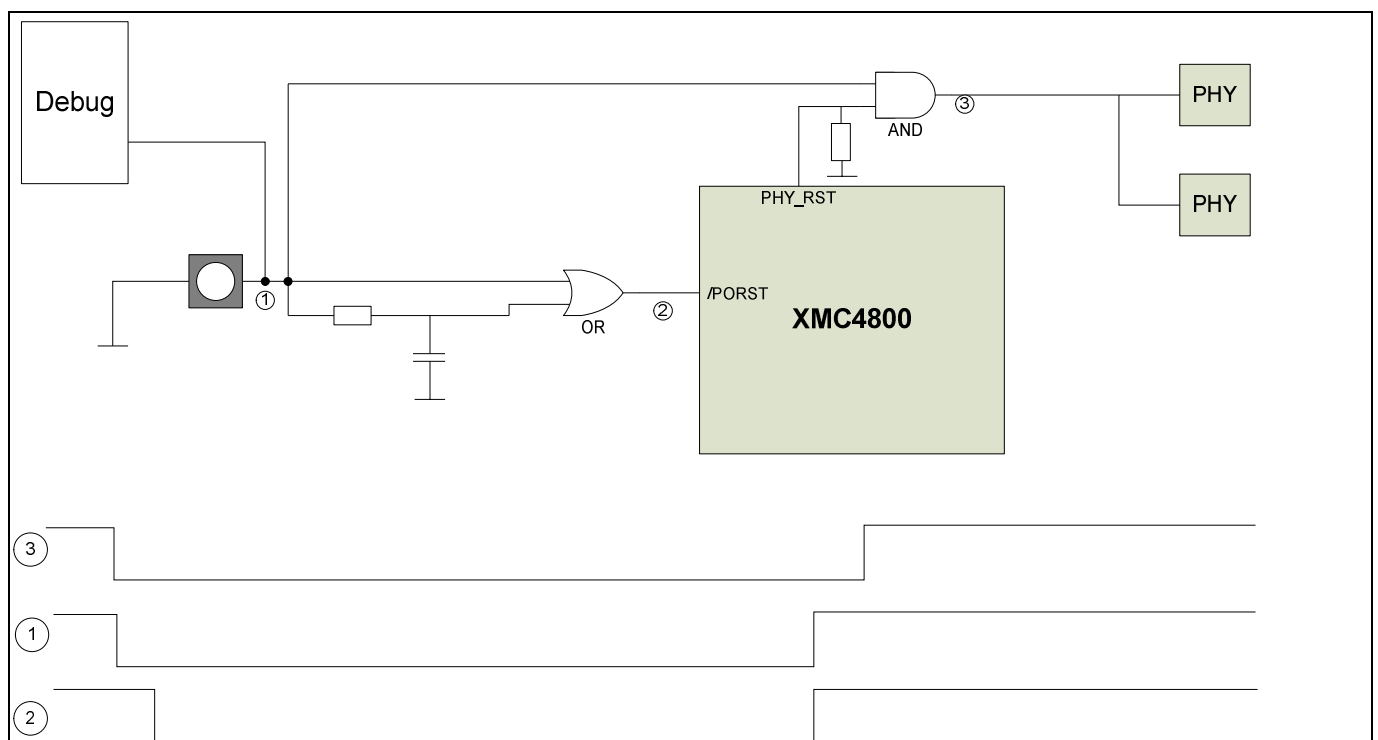 Debug
3
PHY
AND
PHY_RST
PHY
1
/PORST
2
OR
XMC4800
3
1
2